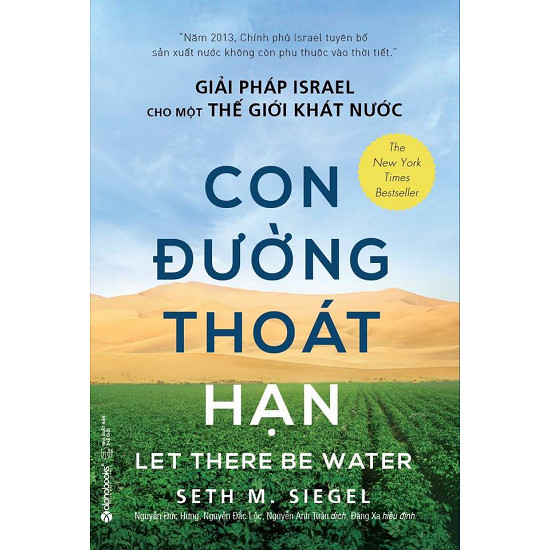 “Năm 2013, Chính phủ Israel tuyên bố
sản xuất nước không còn phụ thuộc vào thời tiết.”
GIẢI PHÁP ISRAEL
CHO MỘT THẾ GIỚI KHÁT NƯỚC
The
New York
Times
Bestseller
CON
ĐƯỜNG
THOÁT
HẠN
LET THERE BE WATER
SETH M. SIEGEL
Nguyễn Đức Hưng, Nguyễn Đắc Lộc, Nguyễn Anh Tuấn dịch, Đặng Xạ hiệu đính
alphabooks